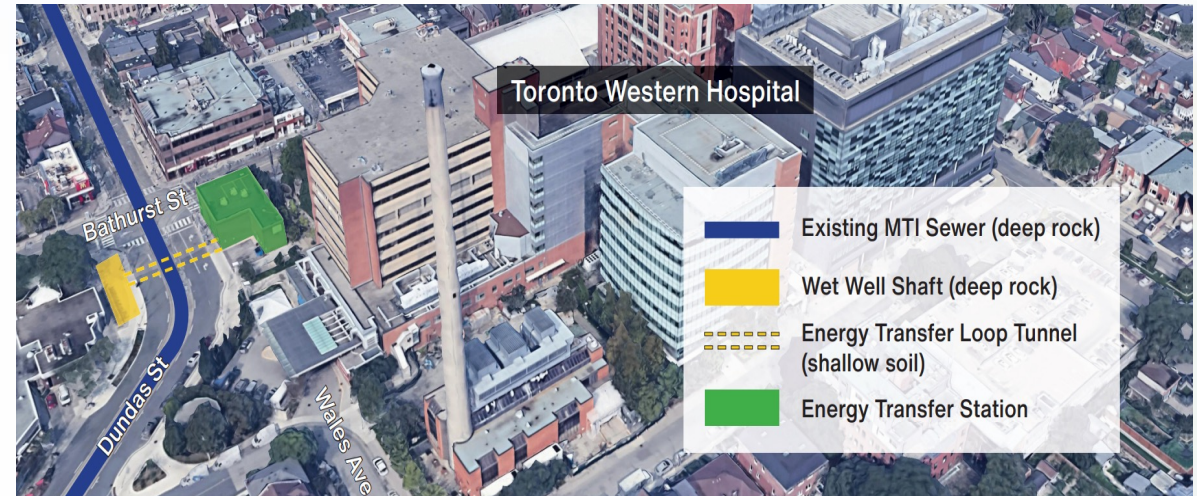 Toronto Western Hospital
Bathurst St
Dundas St
Wales Ave
Existing MTI Sewer (deep rock)
Wet Well Shaft (deep rock)
Energy Transfer Loop Tunnel
(shallow soil)
Energy Transfer Station